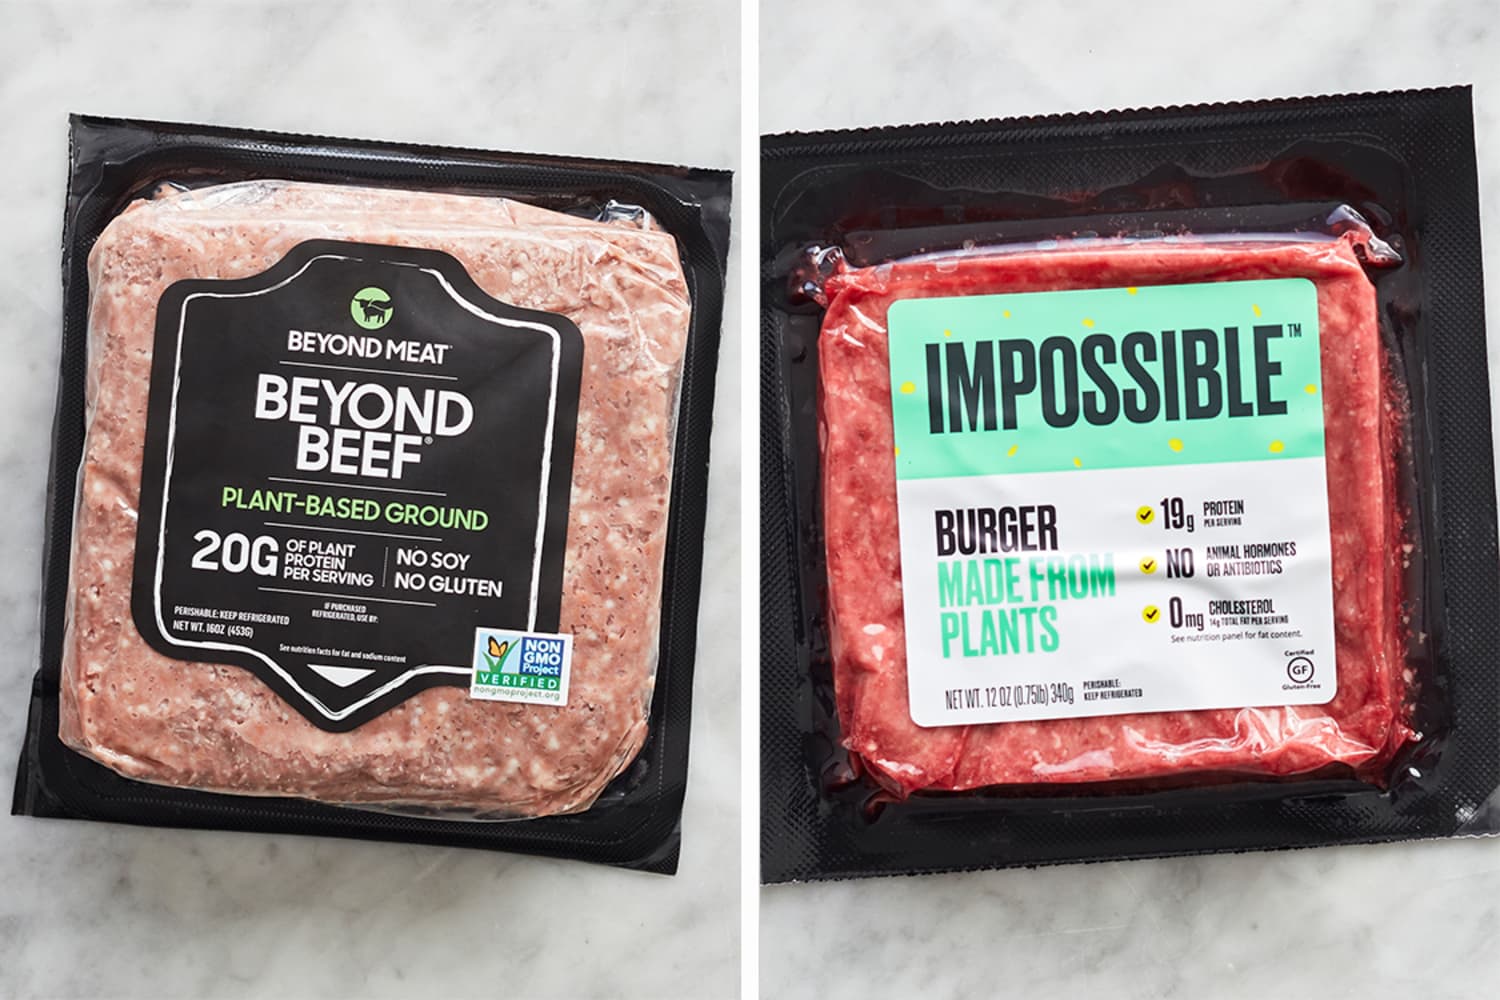 BEYOND MEAT
BEYOND
BEEF®
PLANT-BASED GROUND
20G OF PLANT
PROTEIN
PER SERVING
NO SOY
NO GLUTEN
PERISHABLE: KEEP REFRIGERATED
NET WT. 16OZ (453G)
IF PURCHASED
REFRIGERATED, USE BY:
See nutrition facts for fat and sodium content
NON
GMO
Project
VERIFIED
nongmoproject.org
IMPOSSIBLE™
BURGER
MADE FROM
PLANTS
19g PROTEIN
PER SERVING
NO ANIMAL HORMONES
OR ANTIBIOTICS
0mg CHOLESTEROL
14g TOTAL FAT PER SERVING
See nutrition panel for fat content.
Certified
GF
Gluten-Free
NET WT. 12 OZ (0.75lb) 340g
PERISHABLE:
KEEP REFRIGERATED